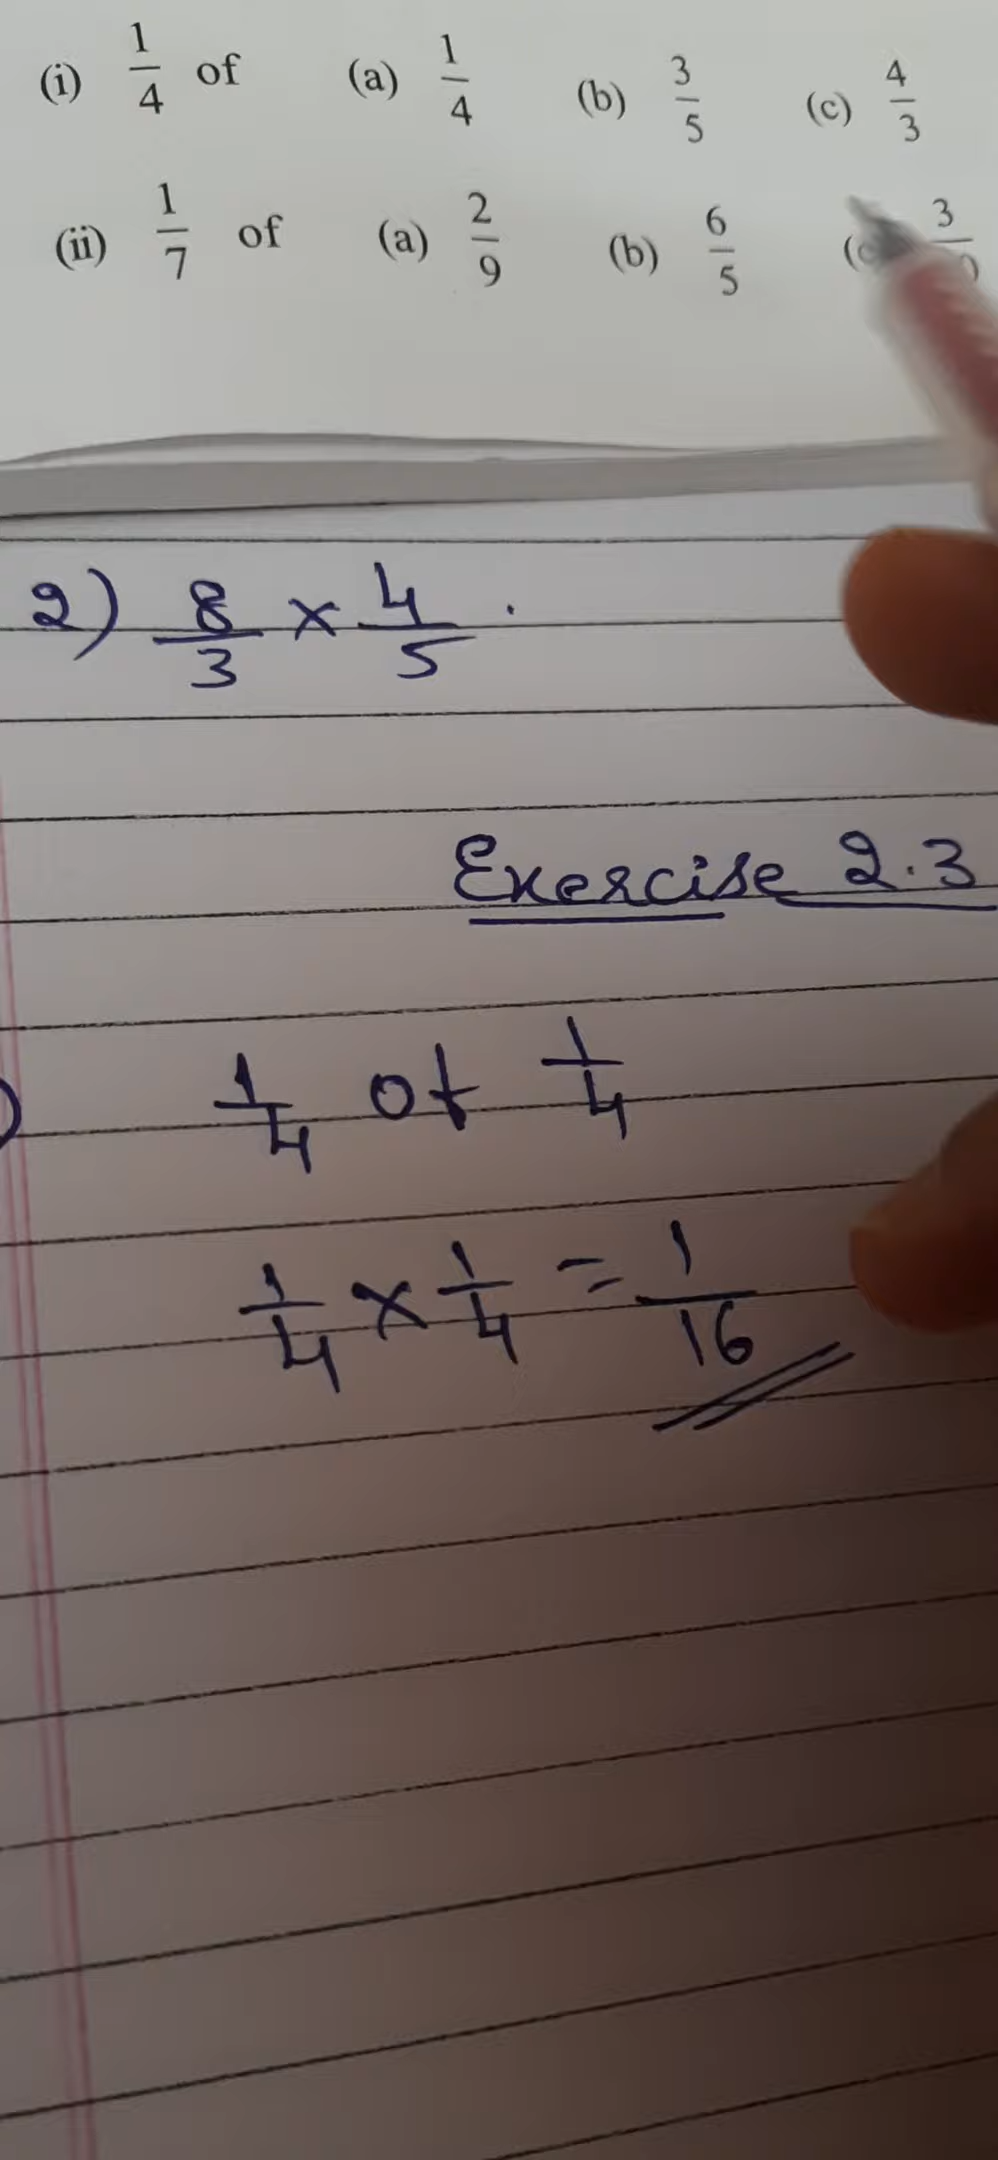 (i) 1/4 of (a) 1/4 (b) 3/5 (c) 4/3
(ii) 1/7 of (a) 2/9 (b) 6/5 3
2) 8/3 × 4/5 .
Exercise 2.3
1/4 of 1/4
1/4 × 1/4 = 1/16